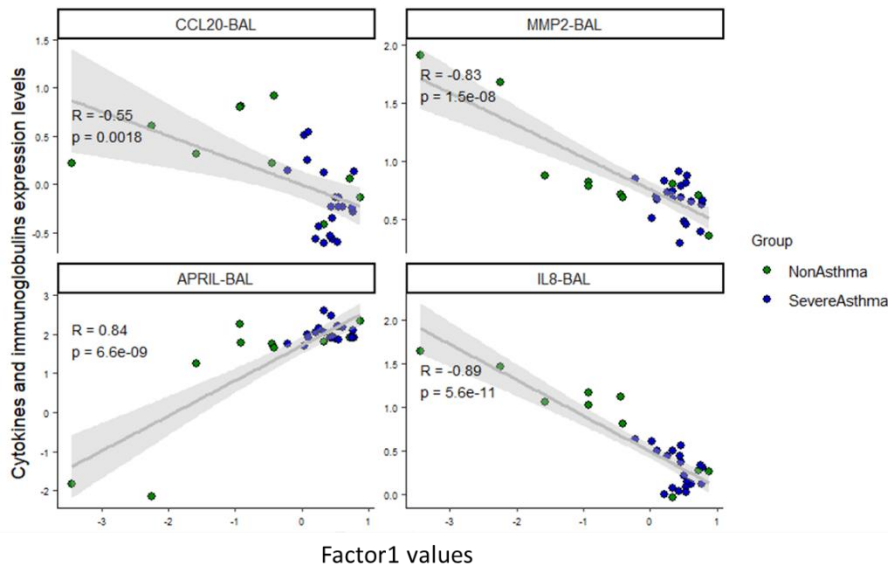 CCL20-BAL
MMP2-BAL
1.5
1.0
0.5
0.0
-0.5
R = -0.55
p = 0.0018
2.0
1.5
1.0
0.5
R = -0.83
p = 1.5e-08
Cytokines and immunoglobulins expression levels
APRIL-BAL
IL8-BAL
3
2
1
0
-1
-2
R = 0.84
p = 6.6e-09
2.0
1.5
1.0
0.5
0.0
R = -0.89
p = 5.6e-11
-3 -2 -1 0 1
-3 -2 -1 0 1
Factor1 values
Group
NonAsthma
SevereAsthma